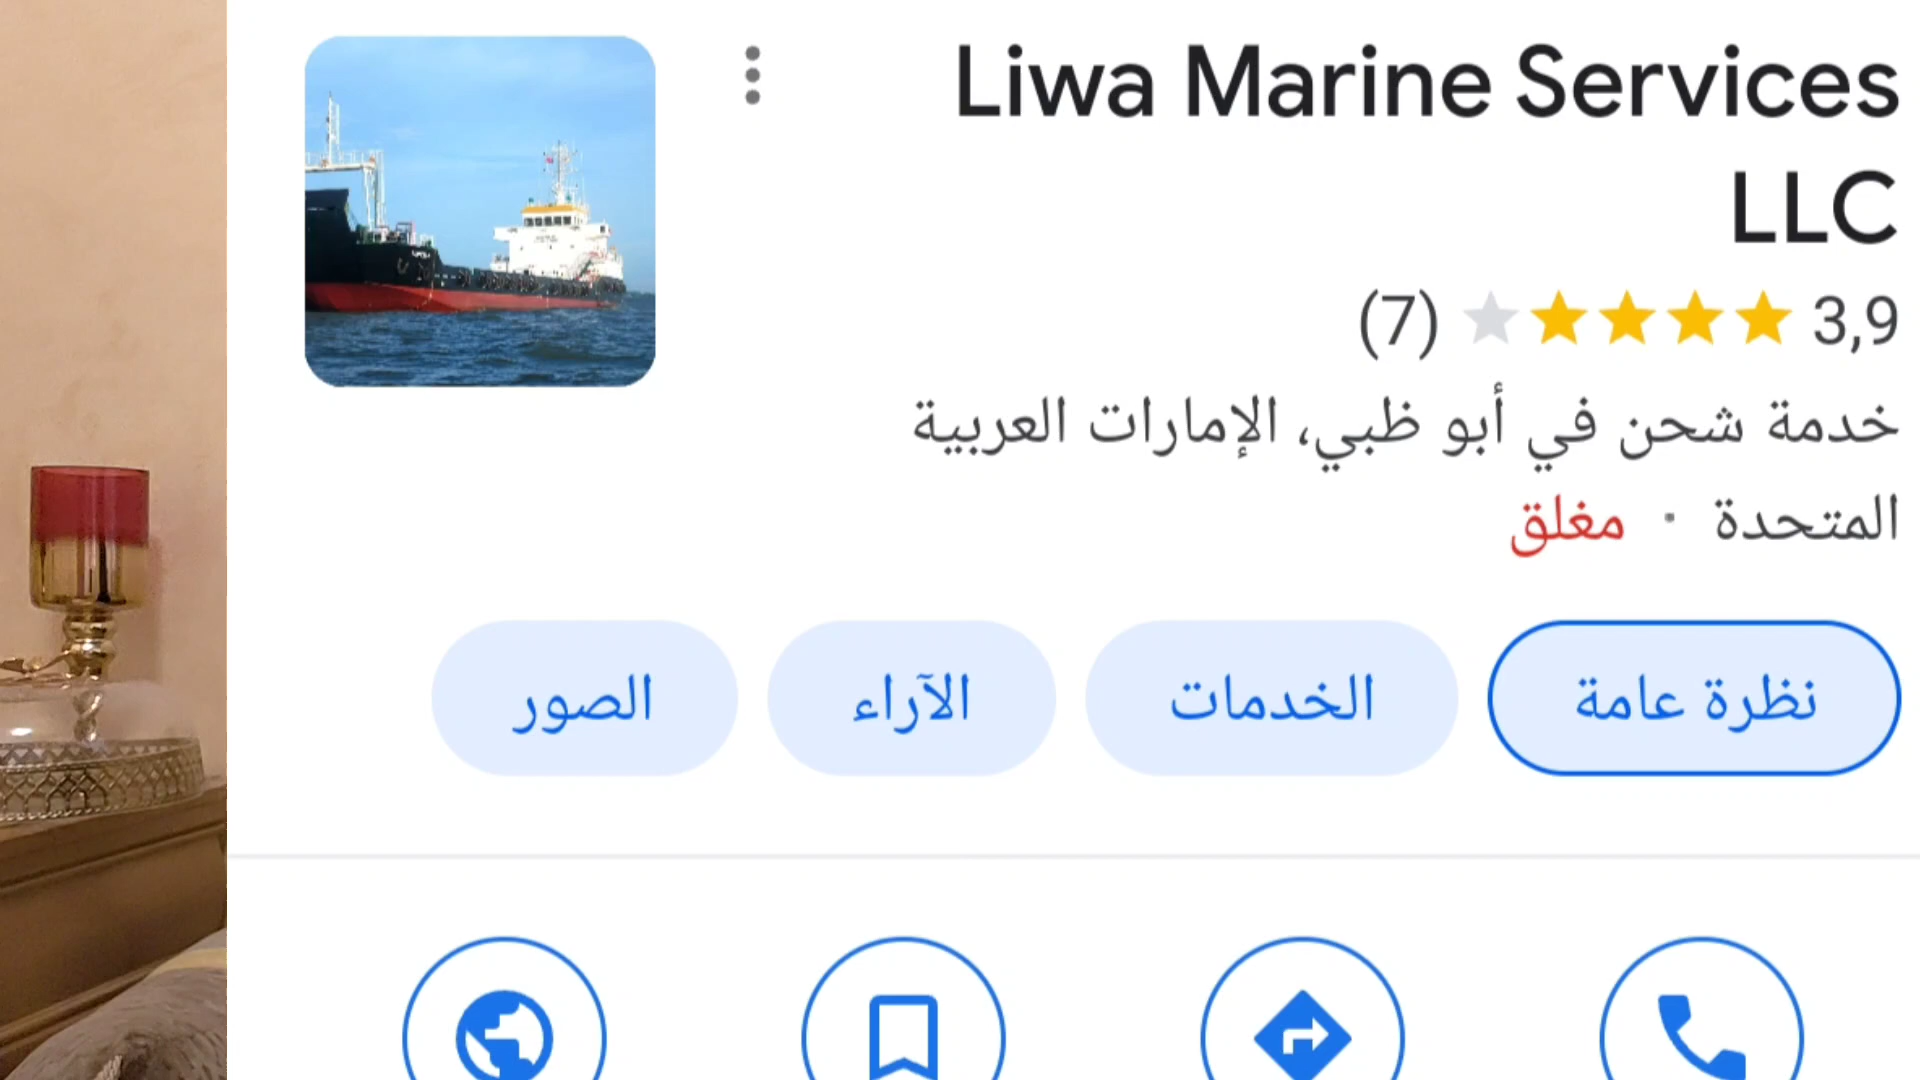 Liwa Marine Services
LLC
3,9 (7)
خدمة شحن في أبو ظبي، الإمارات العربية
المتحدة · مغلق
نظرة عامة
الخدمات
الآراء
الصور